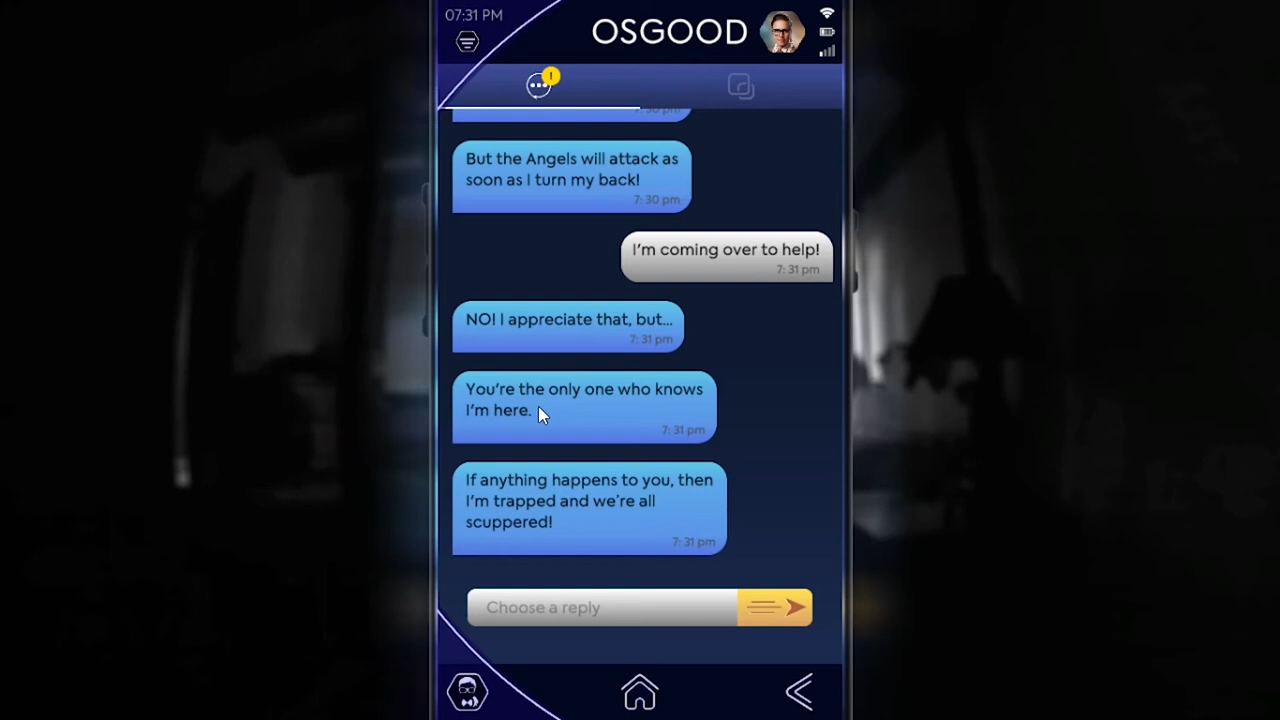 07:31 PM
OSGOOD
!
7:30 pm
But the Angels will attack as
soon as I turn my back!
7: 30 pm
I'm coming over to help!
7: 31 pm
NO! I appreciate that, but...
7: 31 pm
You're the only one who knows
I'm here.
7: 31 pm
If anything happens to you, then
I'm trapped and we're all
scuppered!
7: 31 pm
Choose a reply